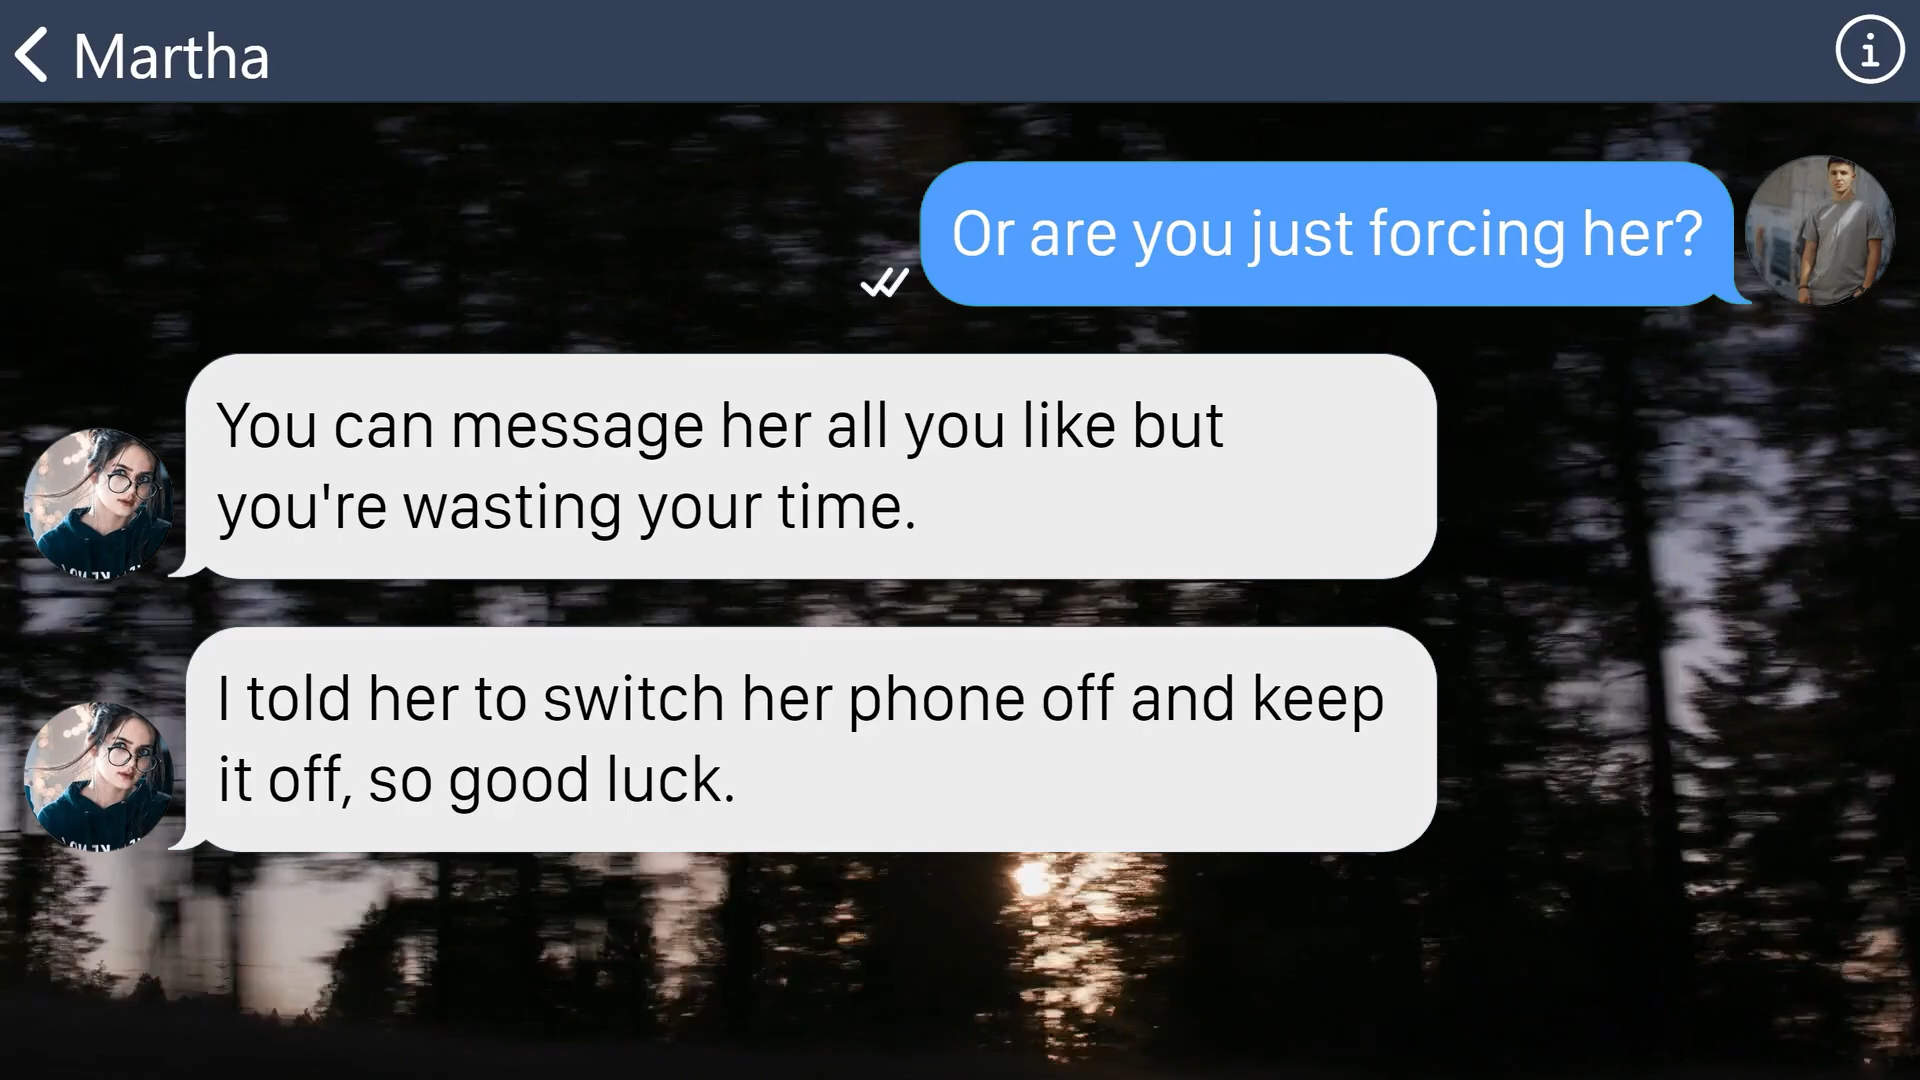 Martha
Or are you just forcing her?
You can message her all you like but
you're wasting your time.
I told her to switch her phone off and keep
it off, so good luck.